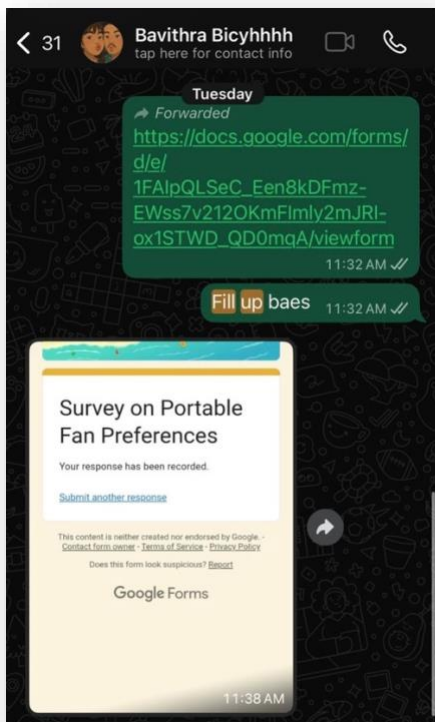 31
Bavithra Bicyhhhh
tap here for contact info
Tuesday
Forwarded
https://docs.google.com/forms/
d/e/
1FAIpQLSeC_Een8kDFmz-
EWss7v212OKmFImly2mJRI-
ox1STWD_QD0mqA/viewform
11:32 AM
Fill up baes 11:32 AM
Survey on Portable
Fan Preferences
Your response has been recorded.
Submit another response
This content is neither created nor endorsed by Google. -
Contact form owner - Terms of Service - Privacy Policy
Does this form look suspicious? Report
Google Forms
11:38 AM